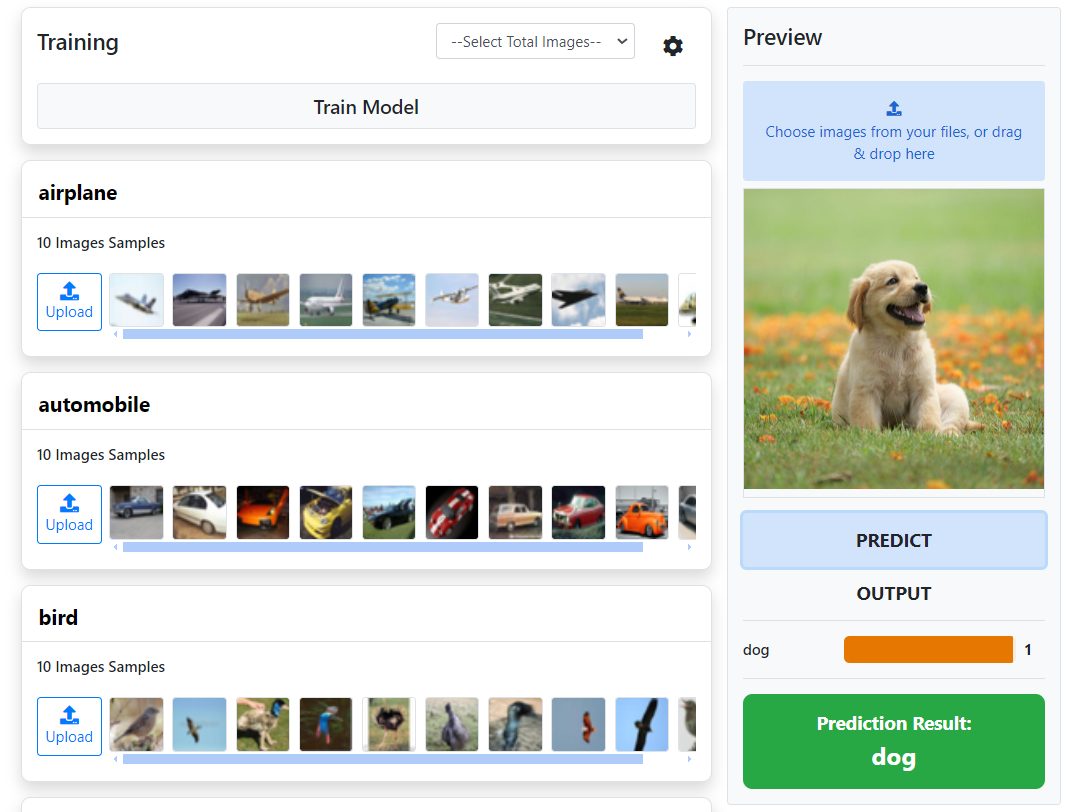 Training
--Select Total Images--
Train Model
airplane
10 Images Samples
Upload
automobile
10 Images Samples
Upload
bird
10 Images Samples
Upload
Preview
Choose images from your files, or drag
& drop here
PREDICT
OUTPUT
dog 1
Prediction Result:
dog